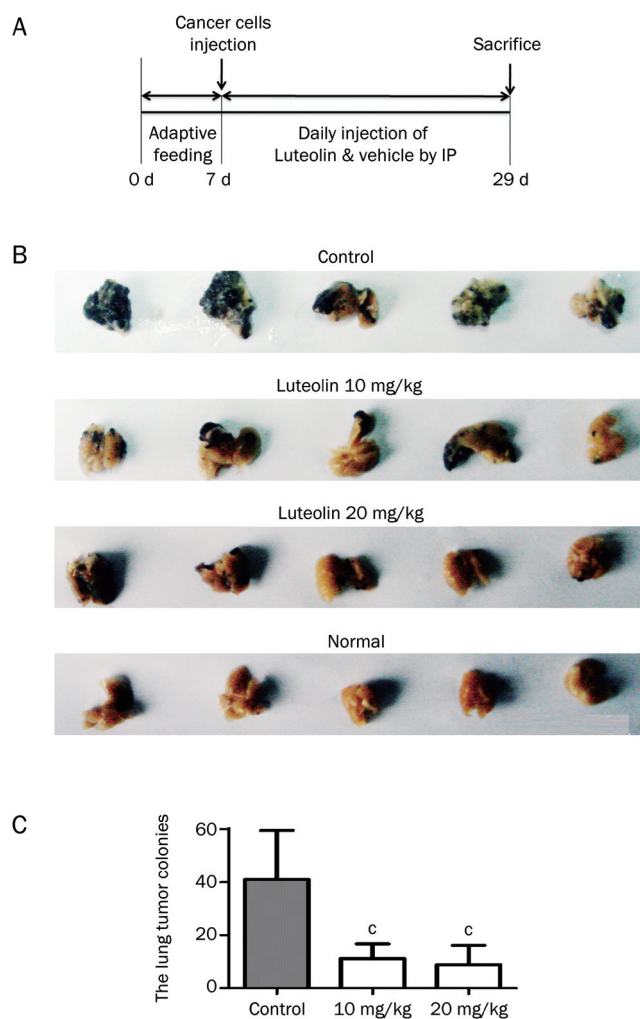 A
Cancer cells
injection
Sacrifice
Adaptive
feeding
Daily injection of
Luteolin & vehicle by IP
0 d
7 d
29 d
B
Control
Luteolin 10 mg/kg
Luteolin 20 mg/kg
Normal
C
The lung tumor colonies
60
40
20
0
c
c
Control
10 mg/kg
20 mg/kg